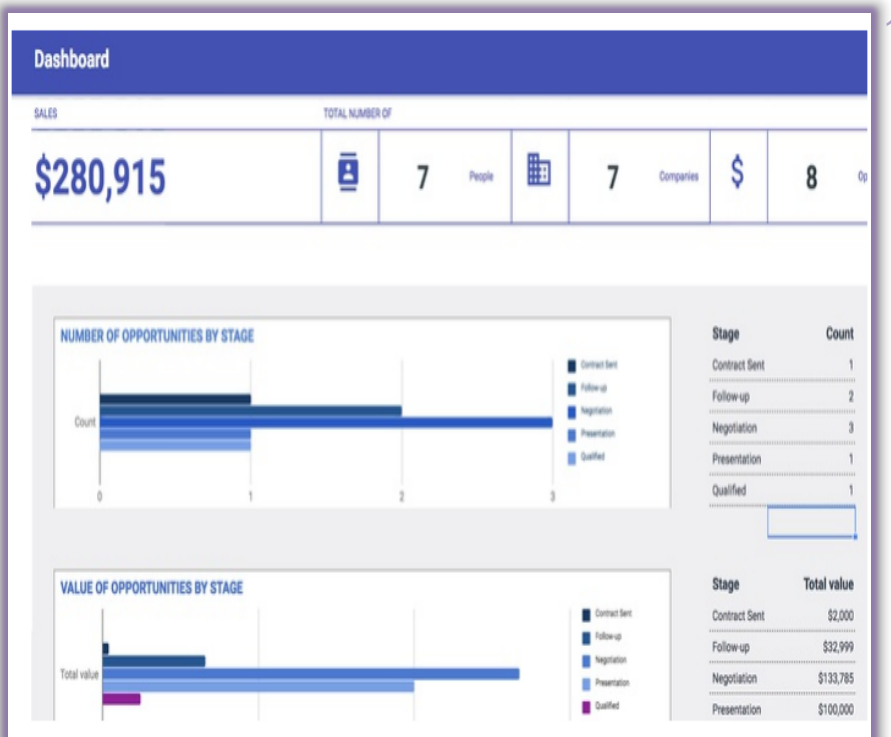 Dashboard
SALES
TOTAL NUMBER OF
$280,915
7 People
7 Companies
$
8 Op
NUMBER OF OPPORTUNITIES BY STAGE
Contract Sent
Follow-up
Negotiation
Presentation
Qualified
Count
0 1 2 3
Stage Count
Contract Sent 1
Follow-up 2
Negotiation 3
Presentation 1
Qualified 1
VALUE OF OPPORTUNITIES BY STAGE
Contract Sent
Follow-up
Negotiation
Presentation
Qualified
Total value
Stage Total value
Contract Sent $2,000
Follow-up $32,999
Negotiation $133,785
Presentation $100,000